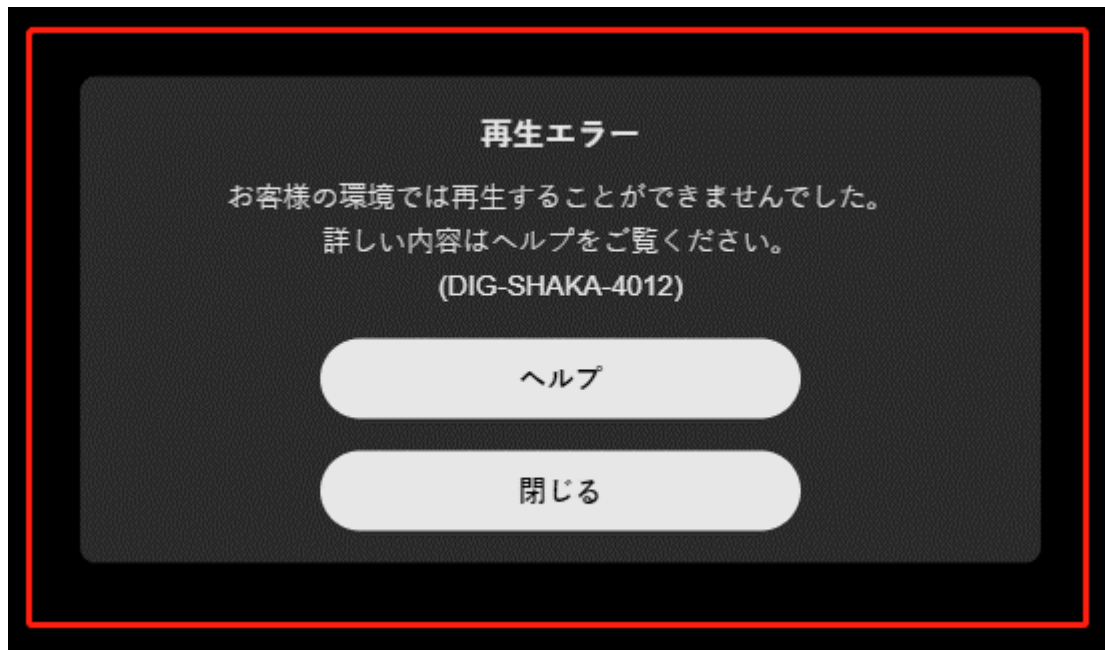 再生エラー
お客様の環境では再生することができませんでした。
詳しい内容はヘルプをご覧ください。
(DIG-SHAKA-4012)
ヘルプ
閉じる